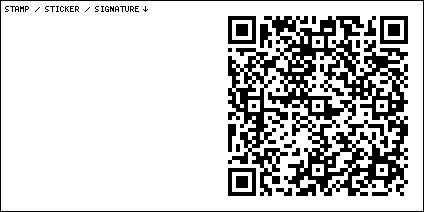 STAMP / STICKER / SIGNATURE ↓